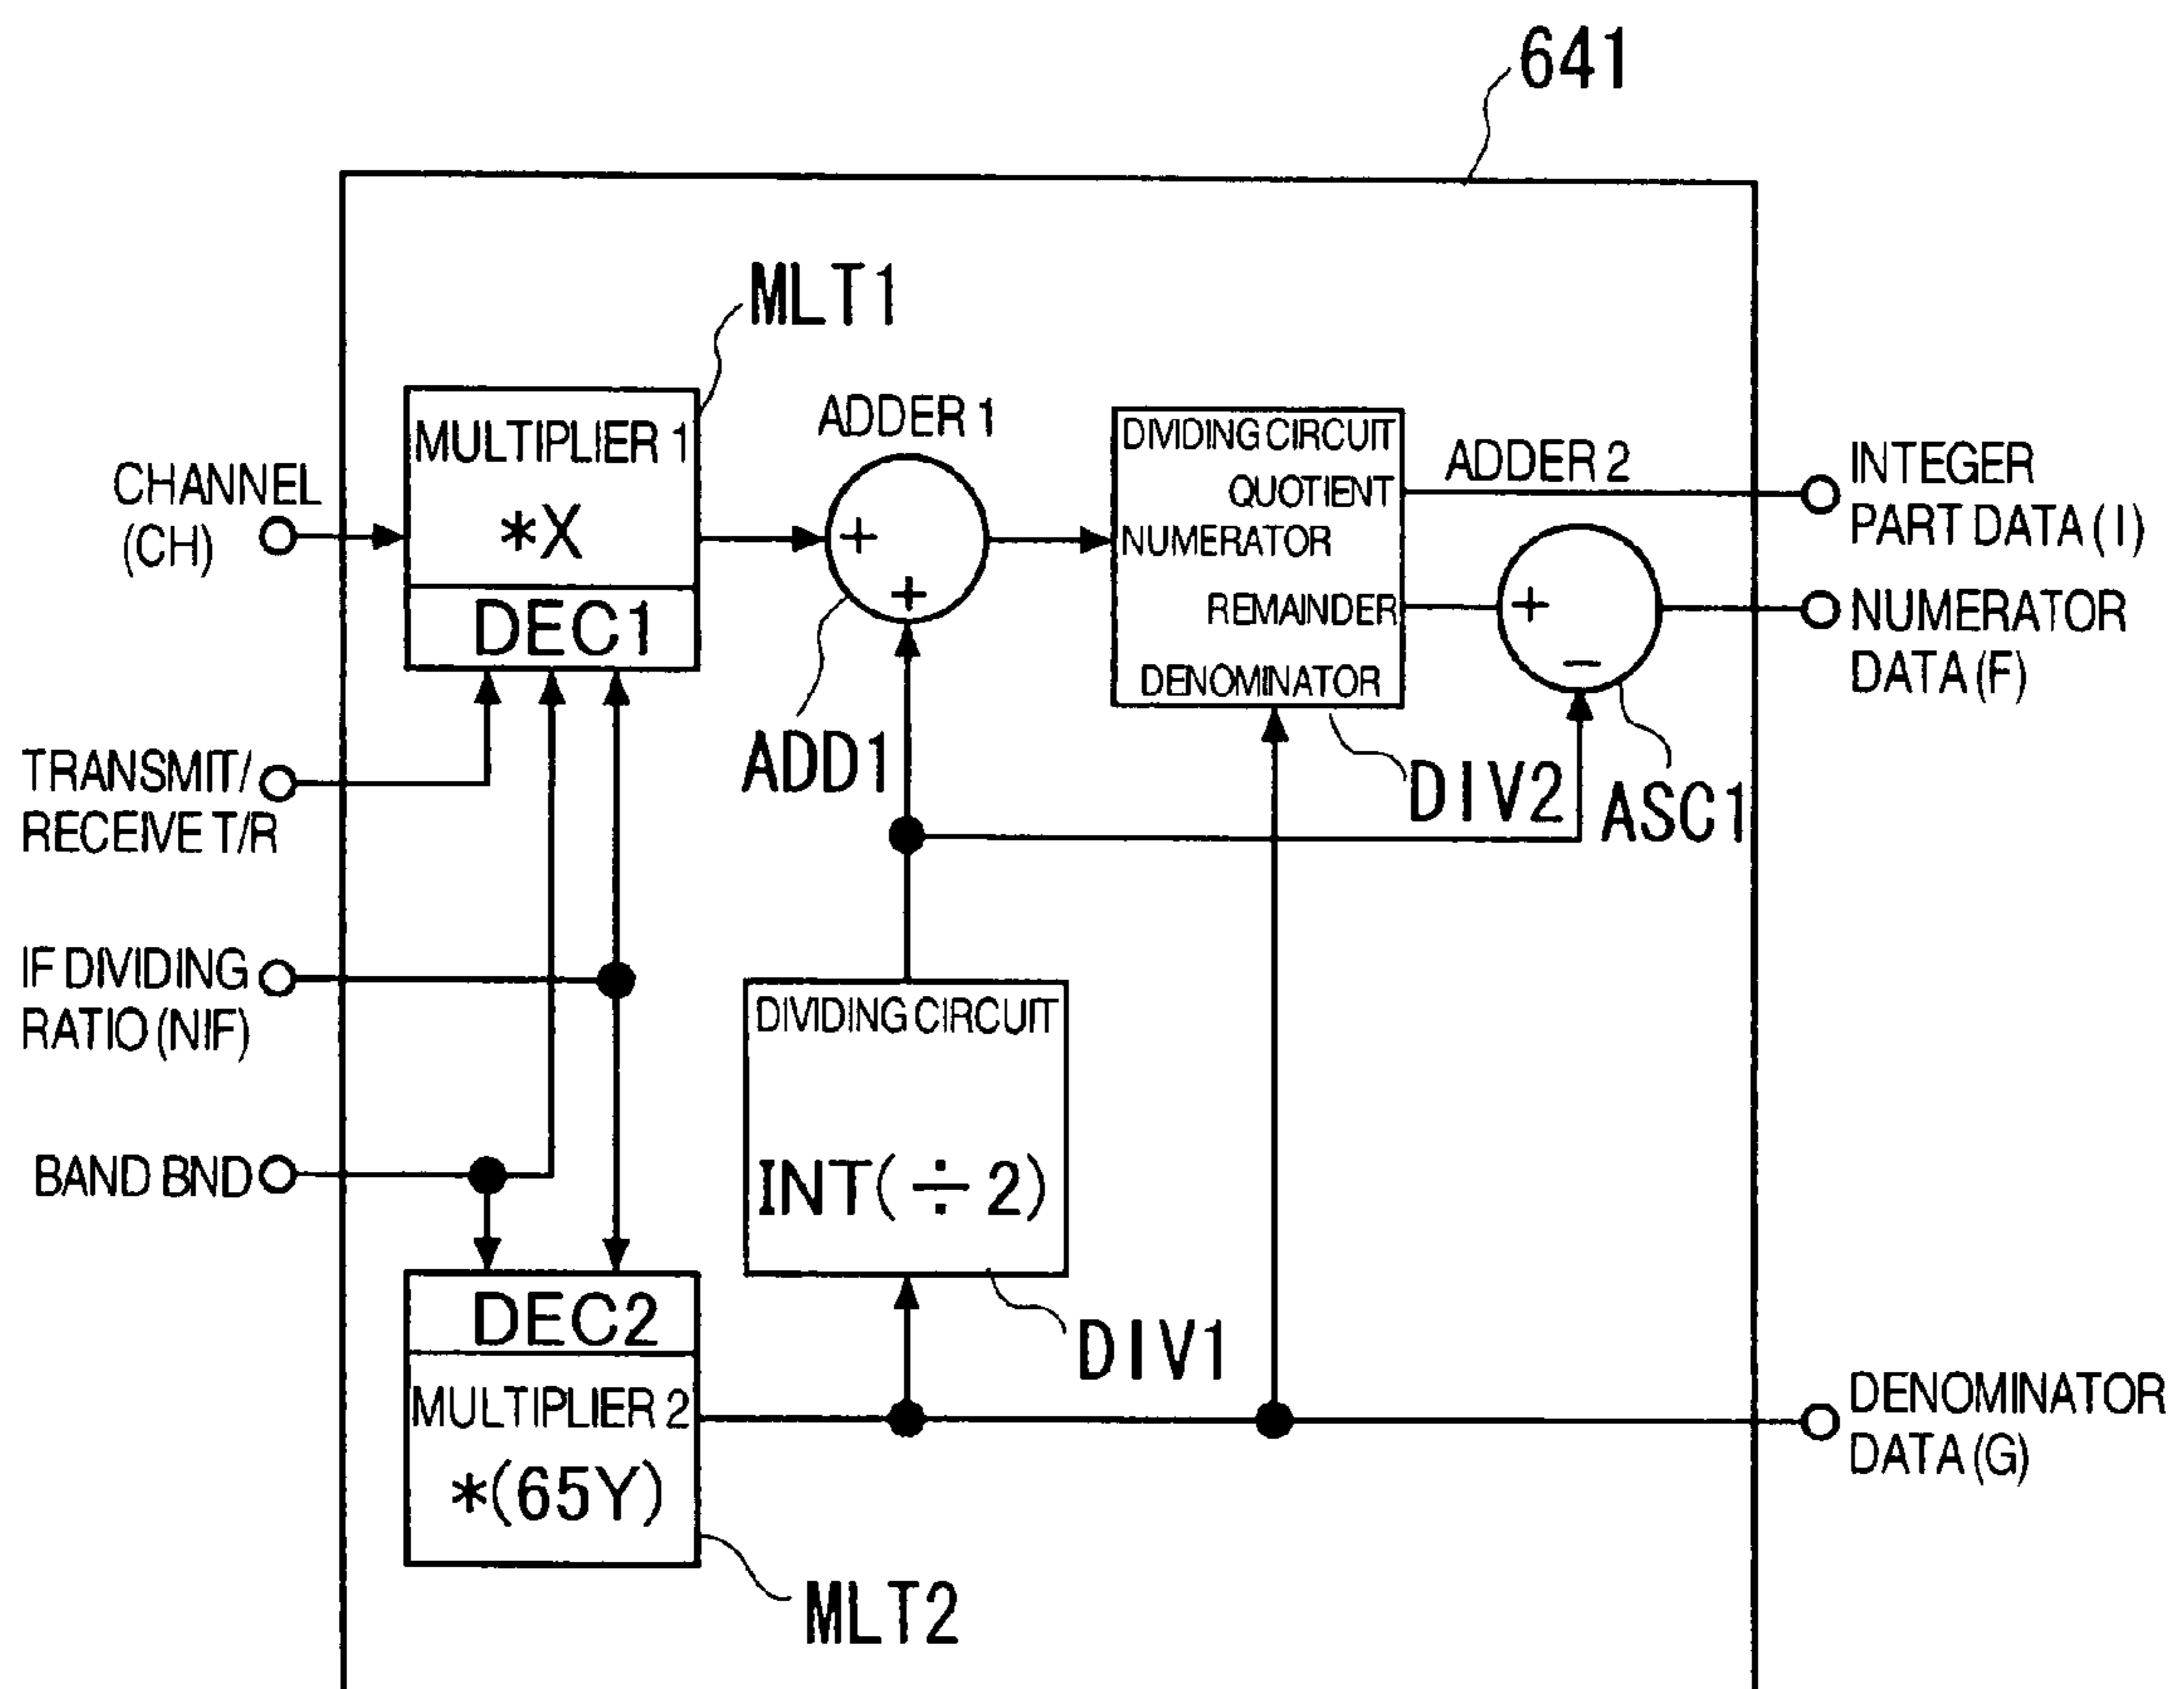 641
MLT1
MULTIPLIER 1
*X
DEC1
ADDER 1
+
+
ADD1
DIVIDING CIRCUIT
QUOTIENT
NUMERATOR
REMAINDER
DENOMINATOR
DIV2
ADDER 2
+
−
ASC1
CHANNEL
(CH)
TRANSMIT/
RECEIVE T/R
IF DIVIDING
RATIO (NIF)
BAND BND
DIVIDING CIRCUIT
INT(÷2)
DIV1
DEC2
MULTIPLIER 2
*(65Y)
MLT2
INTEGER
PART DATA (I)
NUMERATOR
DATA (F)
DENOMINATOR
DATA (G)